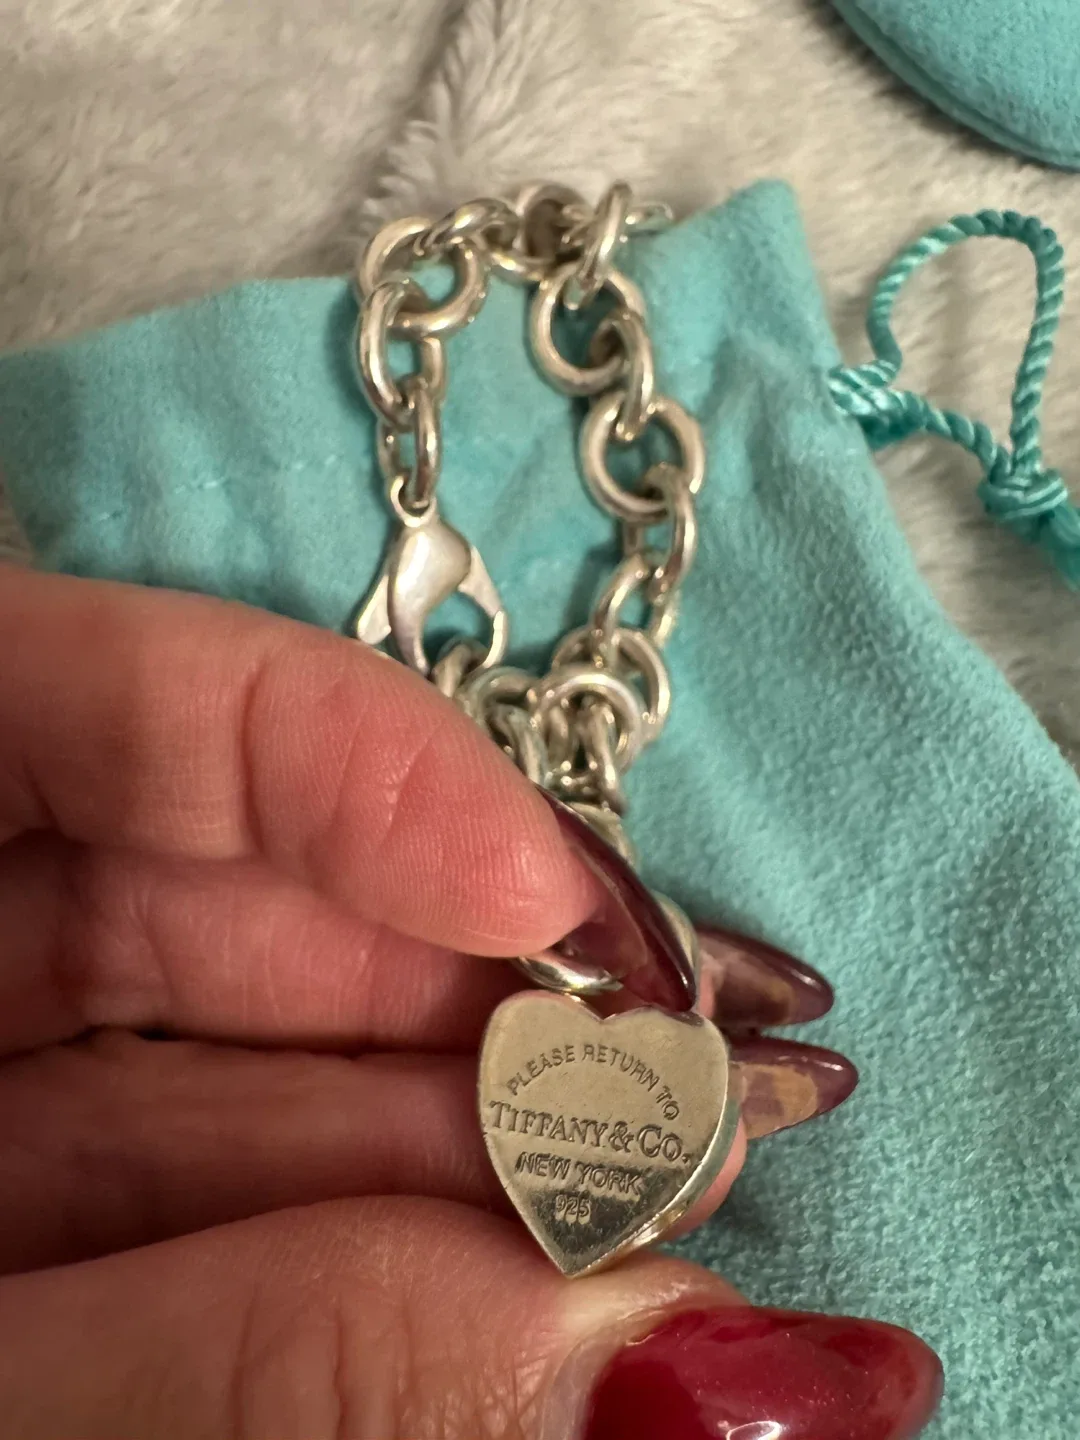 PLEASE RETURN TO
TIFFANY & CO.
NEW YORK
925